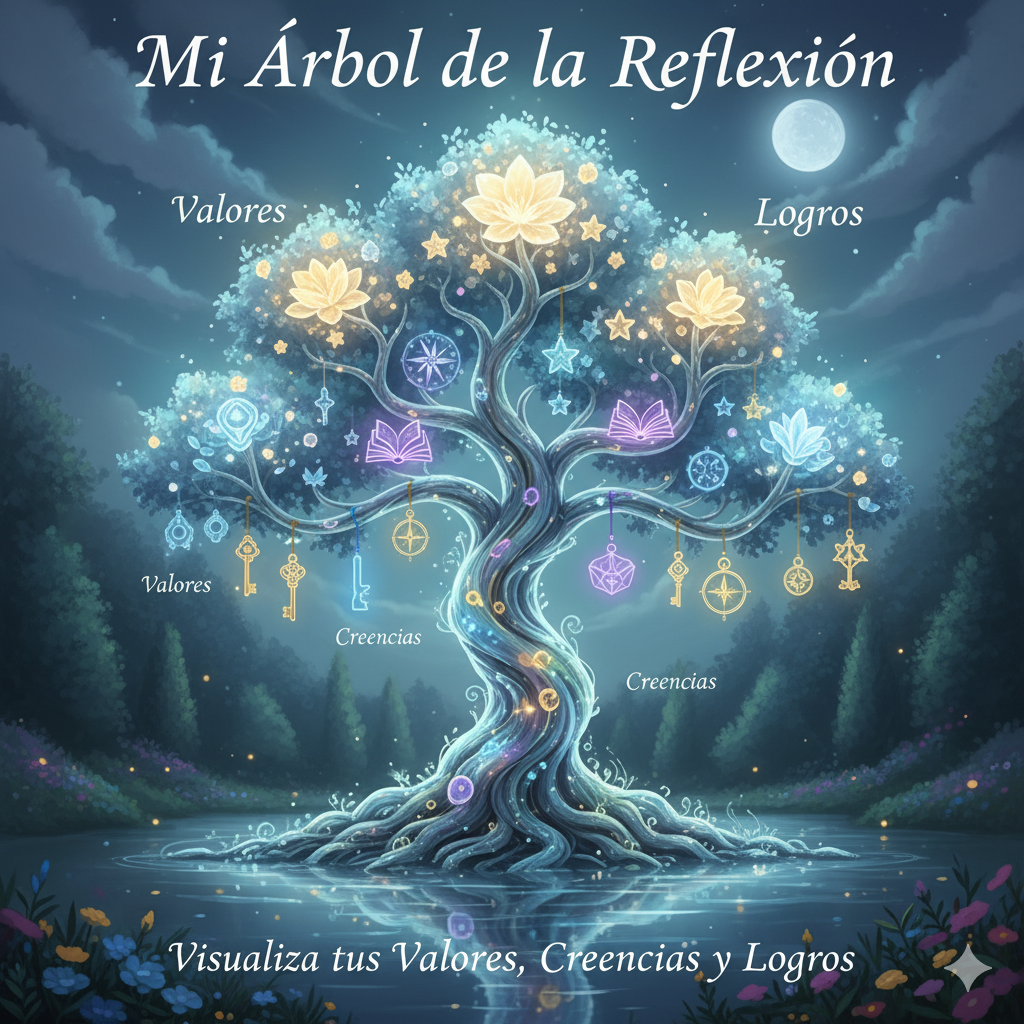 Mi Árbol de la Reflexión
Valores
Logros
Valores
Creencias
Creencias
Visualiza tus Valores, Creencias y Logros